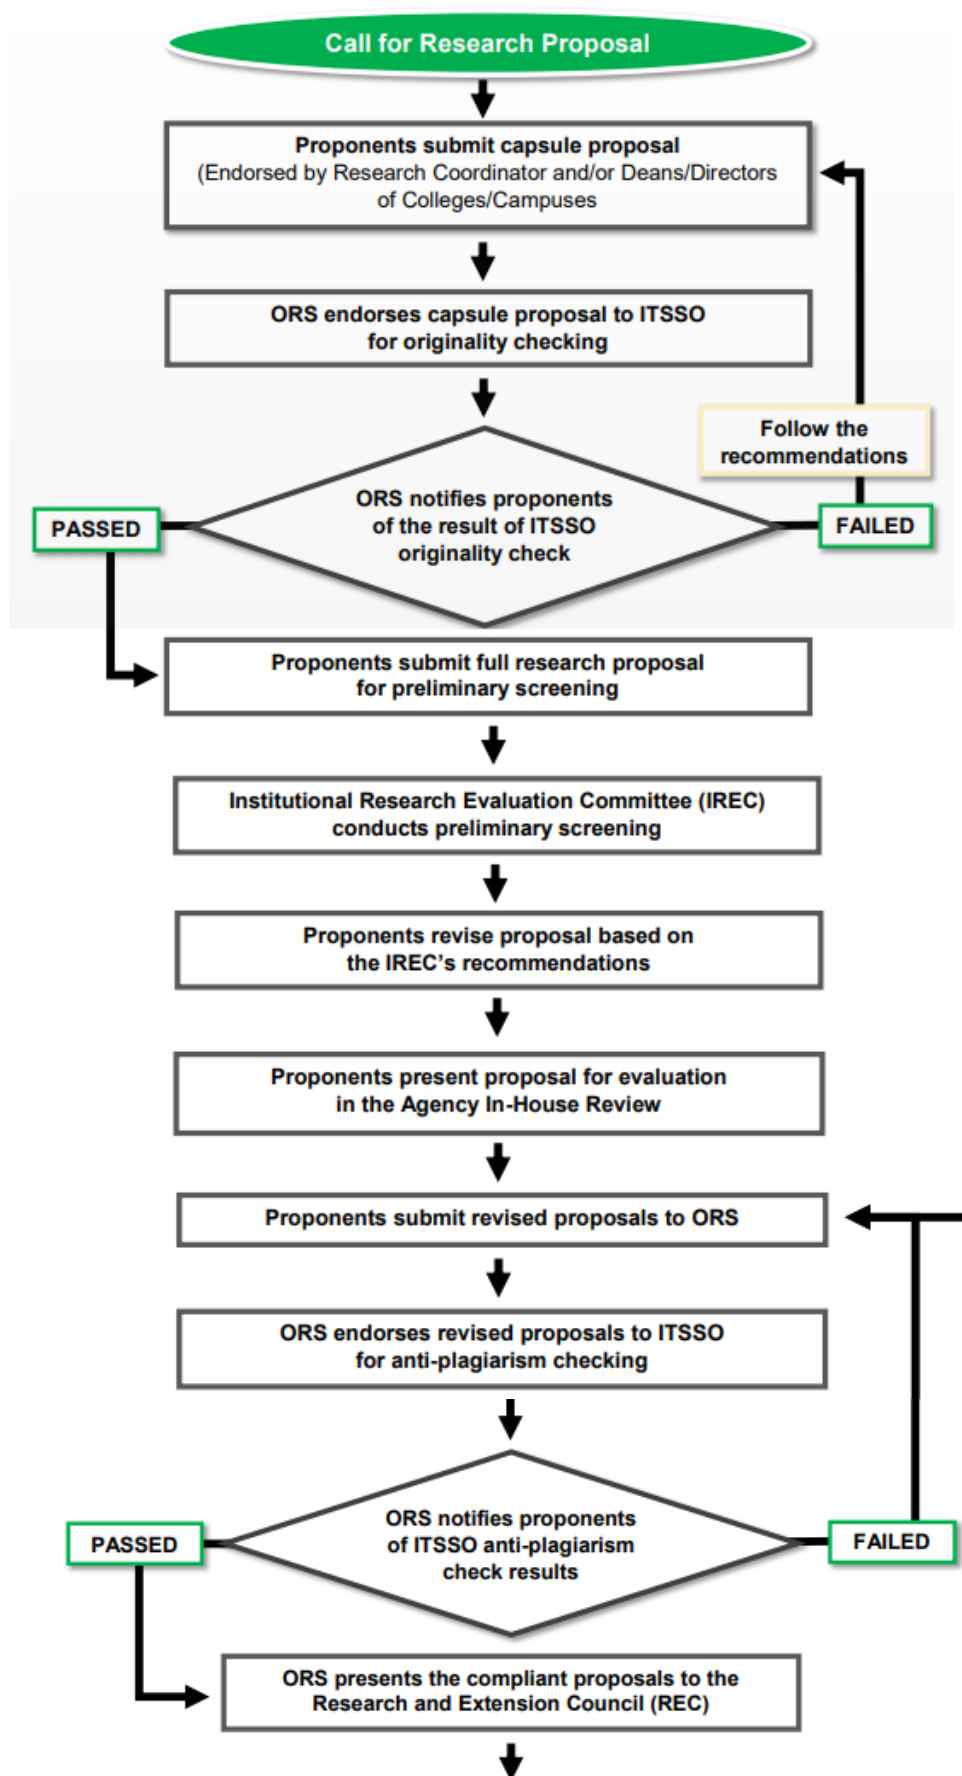 Call for Research Proposal
Proponents submit capsule proposal
(Endorsed by Research Coordinator and/or Deans/Directors
of Colleges/Campuses
ORS endorses capsule proposal to ITSSO
for originality checking
Follow the
recommendations
ORS notifies proponents
of the result of ITSSO
originality check
PASSED
FAILED
Proponents submit full research proposal
for preliminary screening
Institutional Research Evaluation Committee (IREC)
conducts preliminary screening
Proponents revise proposal based on
the IREC's recommendations
Proponents present proposal for evaluation
in the Agency In-House Review
Proponents submit revised proposals to ORS
ORS endorses revised proposals to ITSSO
for anti-plagiarism checking
ORS notifies proponents
of ITSSO anti-plagiarism
check results
PASSED
FAILED
ORS presents the compliant proposals to the
Research and Extension Council (REC)